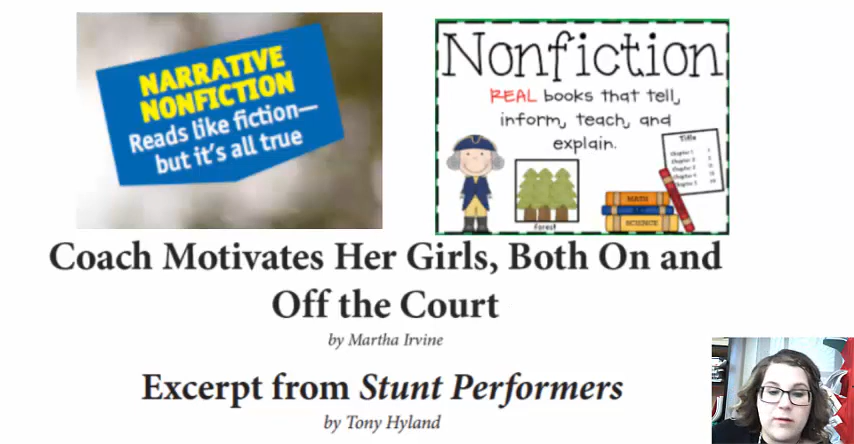 NARRATIVE
NONFICTION
Reads like fiction—
but it's all true
Nonfiction
REAL books that tell,
inform, teach, and
explain.
Title
Forest
MATH
SCIENCE
Coach Motivates Her Girls, Both On and
Off the Court
by Martha Irvine
Excerpt from Stunt Performers
by Tony Hyland